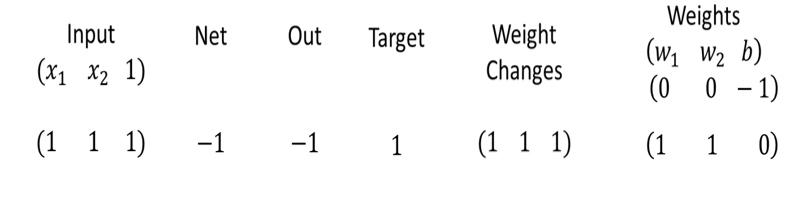 Input Net Out Target Weight Changes Weights
(x₁ x₂ 1) (w₁ w₂ b)
(0 0 −1)
(1 1 1) −1 −1 1 (1 1 1) (1 1 0)